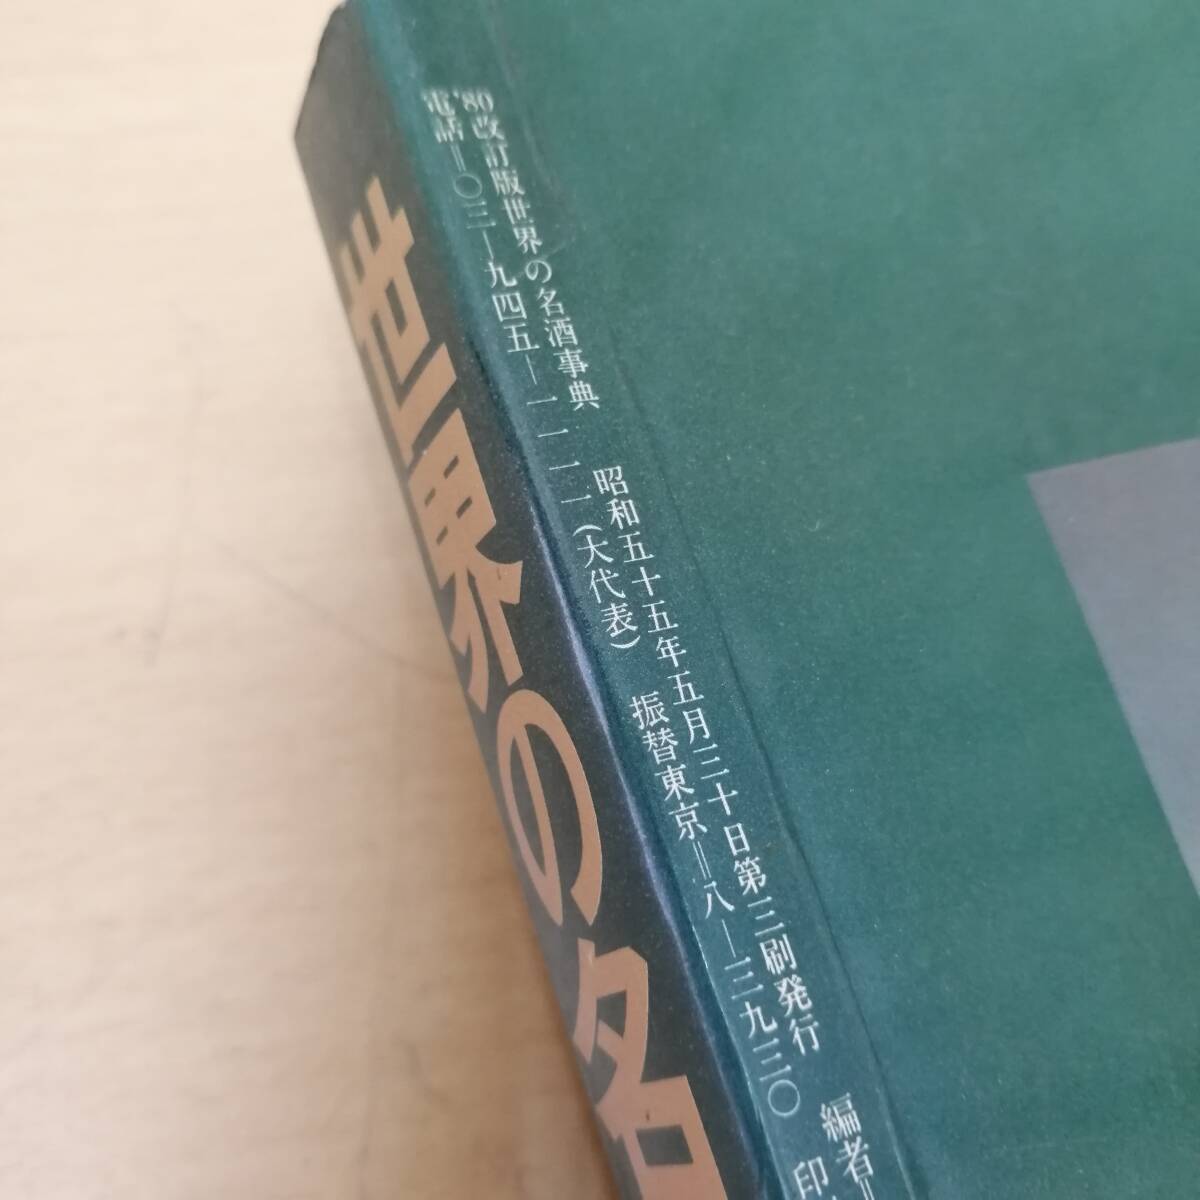 '80改訂版世界の名酒事典 昭和五十五年五月三十日第三刷発行 編者＝
電話＝〇三―九四五―一一一一(大代表) 振替東京＝八―三九三〇 印
世界の名